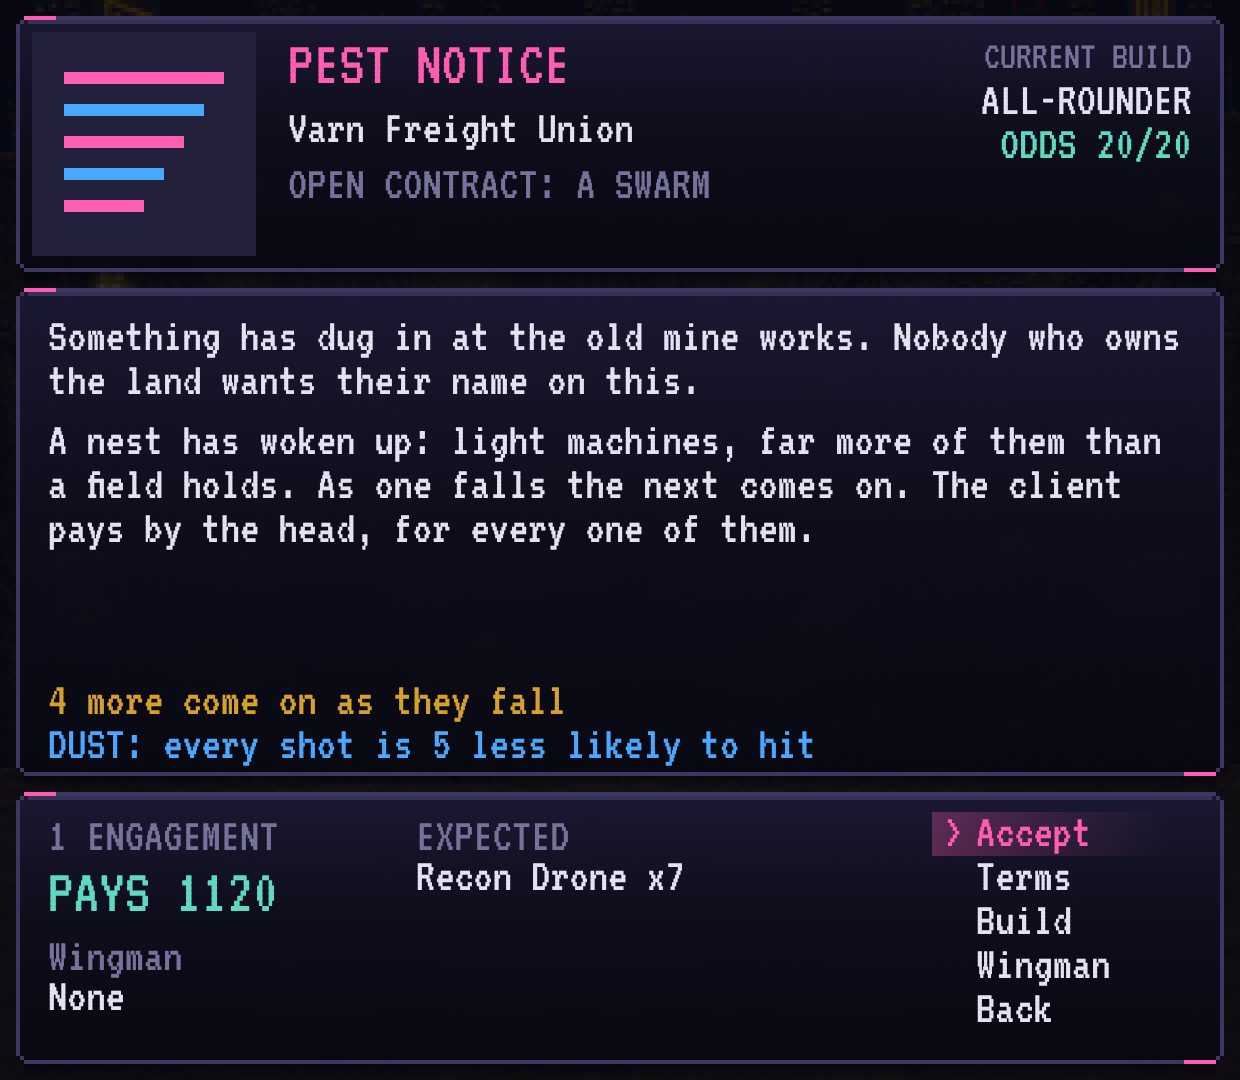 PEST NOTICE
Varn Freight Union
OPEN CONTRACT: A SWARM
CURRENT BUILD
ALL-ROUNDER
ODDS 20/20
Something has dug in at the old mine works. Nobody who owns
the land wants their name on this.
A nest has woken up: light machines, far more of them than
a field holds. As one falls the next comes on. The client
pays by the head, for every one of them.
4 more come on as they fall
DUST: every shot is 5 less likely to hit
1 ENGAGEMENT
PAYS 1120
Wingman
None
EXPECTED
Recon Drone x7
> Accept
Terms
Build
Wingman
Back